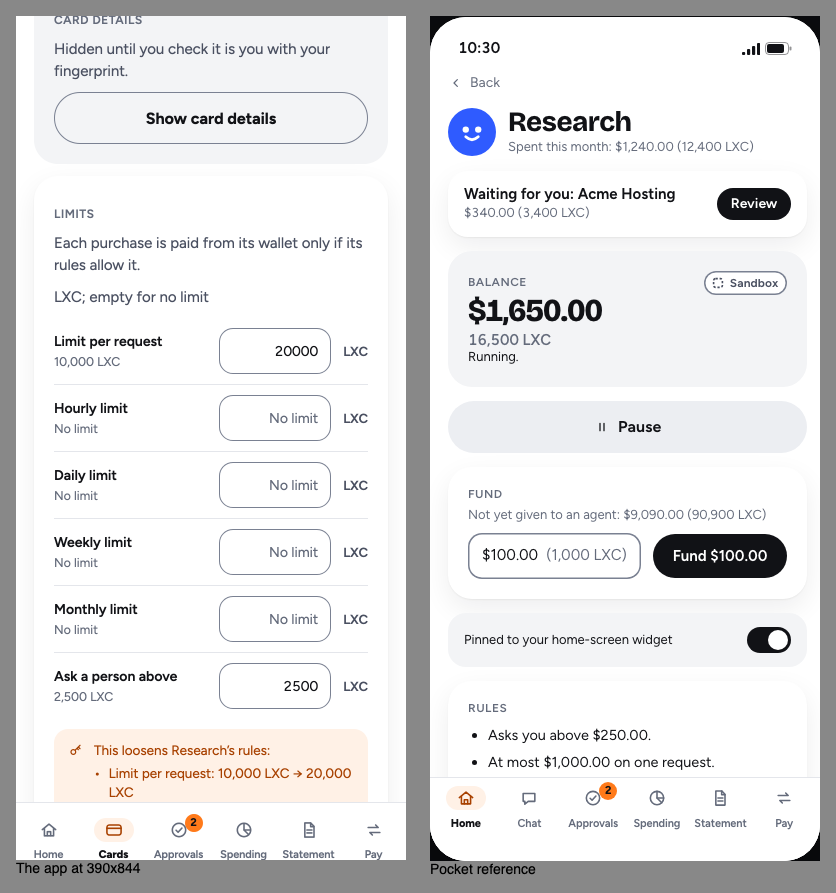 CARD DETAILS
Hidden until you check it is you with your
fingerprint.
Show card details
LIMITS
Each purchase is paid from its wallet only if its
rules allow it.
LXC; empty for no limit
Limit per request
10,000 LXC
20000
LXC
Hourly limit
No limit
No limit
LXC
Daily limit
No limit
No limit
LXC
Weekly limit
No limit
No limit
LXC
Monthly limit
No limit
No limit
LXC
Ask a person above
2,500 LXC
2500
LXC
This loosens Research’s rules:
• Limit per request: 10,000 LXC → 20,000
LXC
2
Home
Cards
Approvals
Spending
Statement
Pay
The app at 390x844
10:30
Back
Research
Spent this month: $1,240.00 (12,400 LXC)
Waiting for you: Acme Hosting
$340.00 (3,400 LXC)
Review
BALANCE
Sandbox
$1,650.00
16,500 LXC
Running.
Pause
FUND
Not yet given to an agent: $9,090.00 (90,900 LXC)
$100.00 (1,000 LXC)
Fund $100.00
Pinned to your home-screen widget
RULES
• Asks you above $250.00.
• At most $1,000.00 on one request.
2
Home
Chat
Approvals
Spending
Statement
Pay
Pocket reference